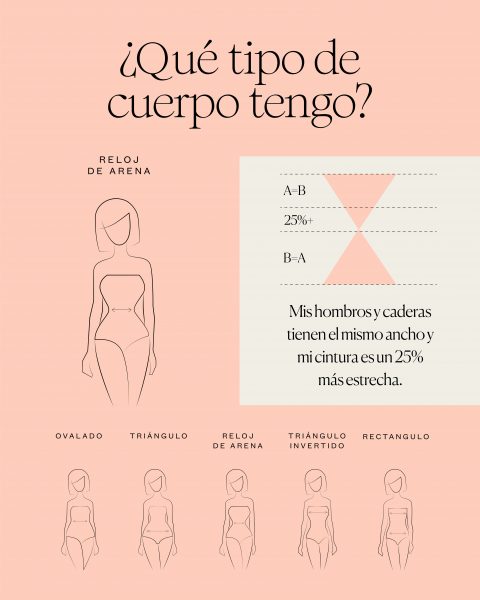 ¿Qué tipo de
cuerpo tengo?
RELOJ
DE ARENA
A=B
25%+
B=A
Mis hombros y caderas
tienen el mismo ancho y
mi cintura es un 25%
más estrecha.
OVALADO
TRIÁNGULO
RELOJ
DE ARENA
TRIÁNGULO
INVERTIDO
RECTANGULO